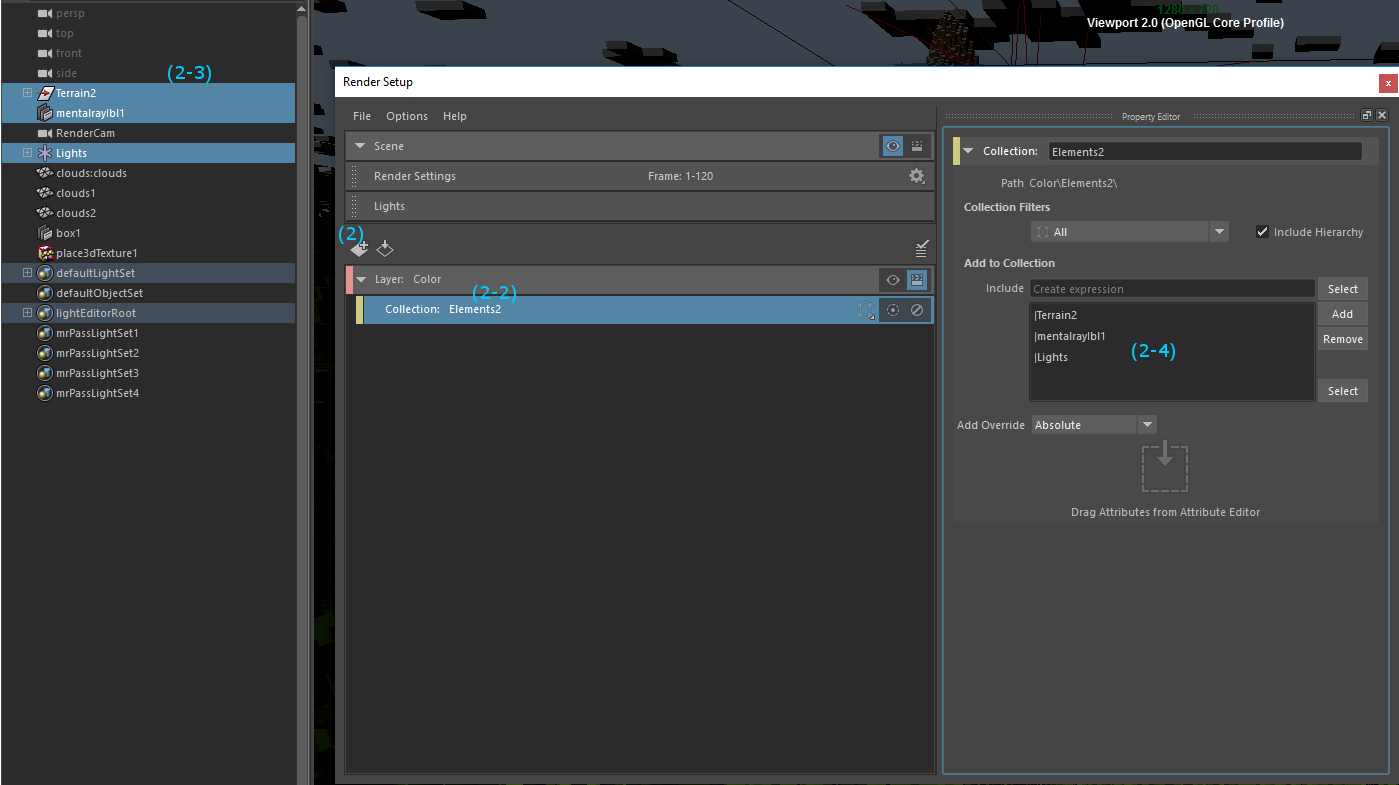 persp
top
front
side
(2-3)
Terrain2
mentalraylbl1
RenderCam
Lights
clouds:clouds
clouds1
clouds2
box1
place3dTexture1
defaultLightSet
defaultObjectSet
lightEditorRoot
mrPassLightSet1
mrPassLightSet2
mrPassLightSet3
mrPassLightSet4
Viewport 2.0 (OpenGL Core Profile)
Render Setup
x
File Options Help
Scene
Render Settings Frame: 1-120
Lights
(2)
Layer: Color
(2-2)
Collection: Elements2
Property Editor
Collection: Elements2
Path Color\Elements2\
Collection Filters
All Include Hierarchy
Add to Collection
Include Create expression Select
|Terrain2 Add
|mentalraylbl1 Remove
(2-4)
|Lights
Select
Add Override Absolute
Drag Attributes from Attribute Editor